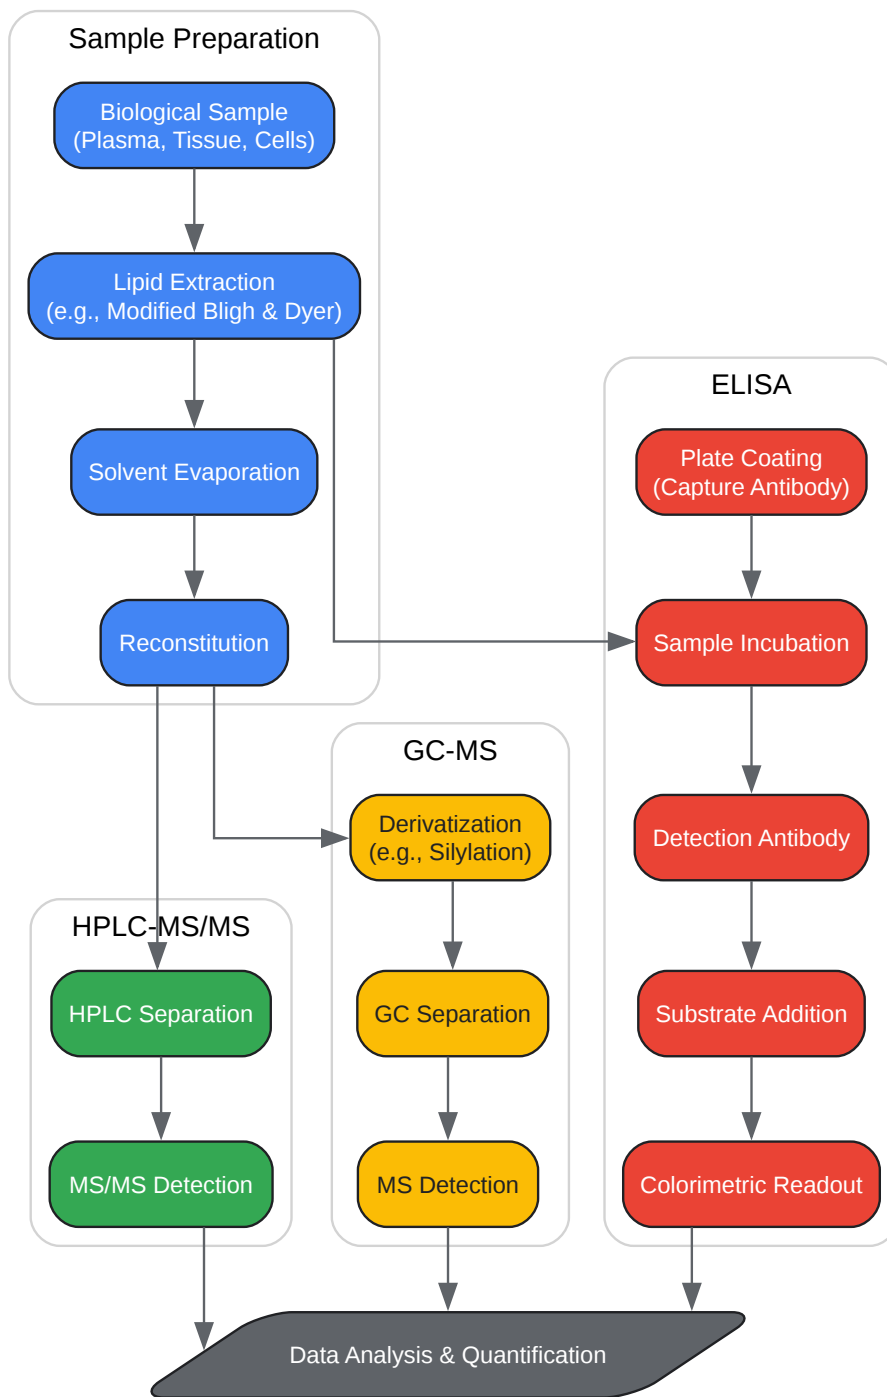 Sample Preparation
Biological Sample
(Plasma, Tissue, Cells)
Lipid Extraction
(e.g., Modified Bligh & Dyer)
Solvent Evaporation
Reconstitution
ELISA
Plate Coating
(Capture Antibody)
Sample Incubation
Detection Antibody
Substrate Addition
Colorimetric Readout
GC-MS
Derivatization
(e.g., Silylation)
GC Separation
MS Detection
HPLC-MS/MS
HPLC Separation
MS/MS Detection
Data Analysis & Quantification